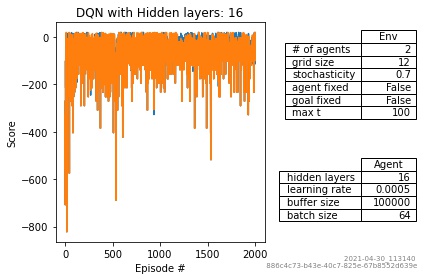 DQN with Hidden layers: 16
Score
0
−200
−400
−600
−800
0 500 1000 1500 2000
Episode #
Env
# of agents 2
grid size 12
stochasticity 0.7
agent fixed False
goal fixed False
max t 100
Agent
hidden layers 16
learning rate 0.0005
buffer size 100000
batch size 64
2021-04-30_113140
886c4c73-b43e-40c7-825e-67b8552d639e